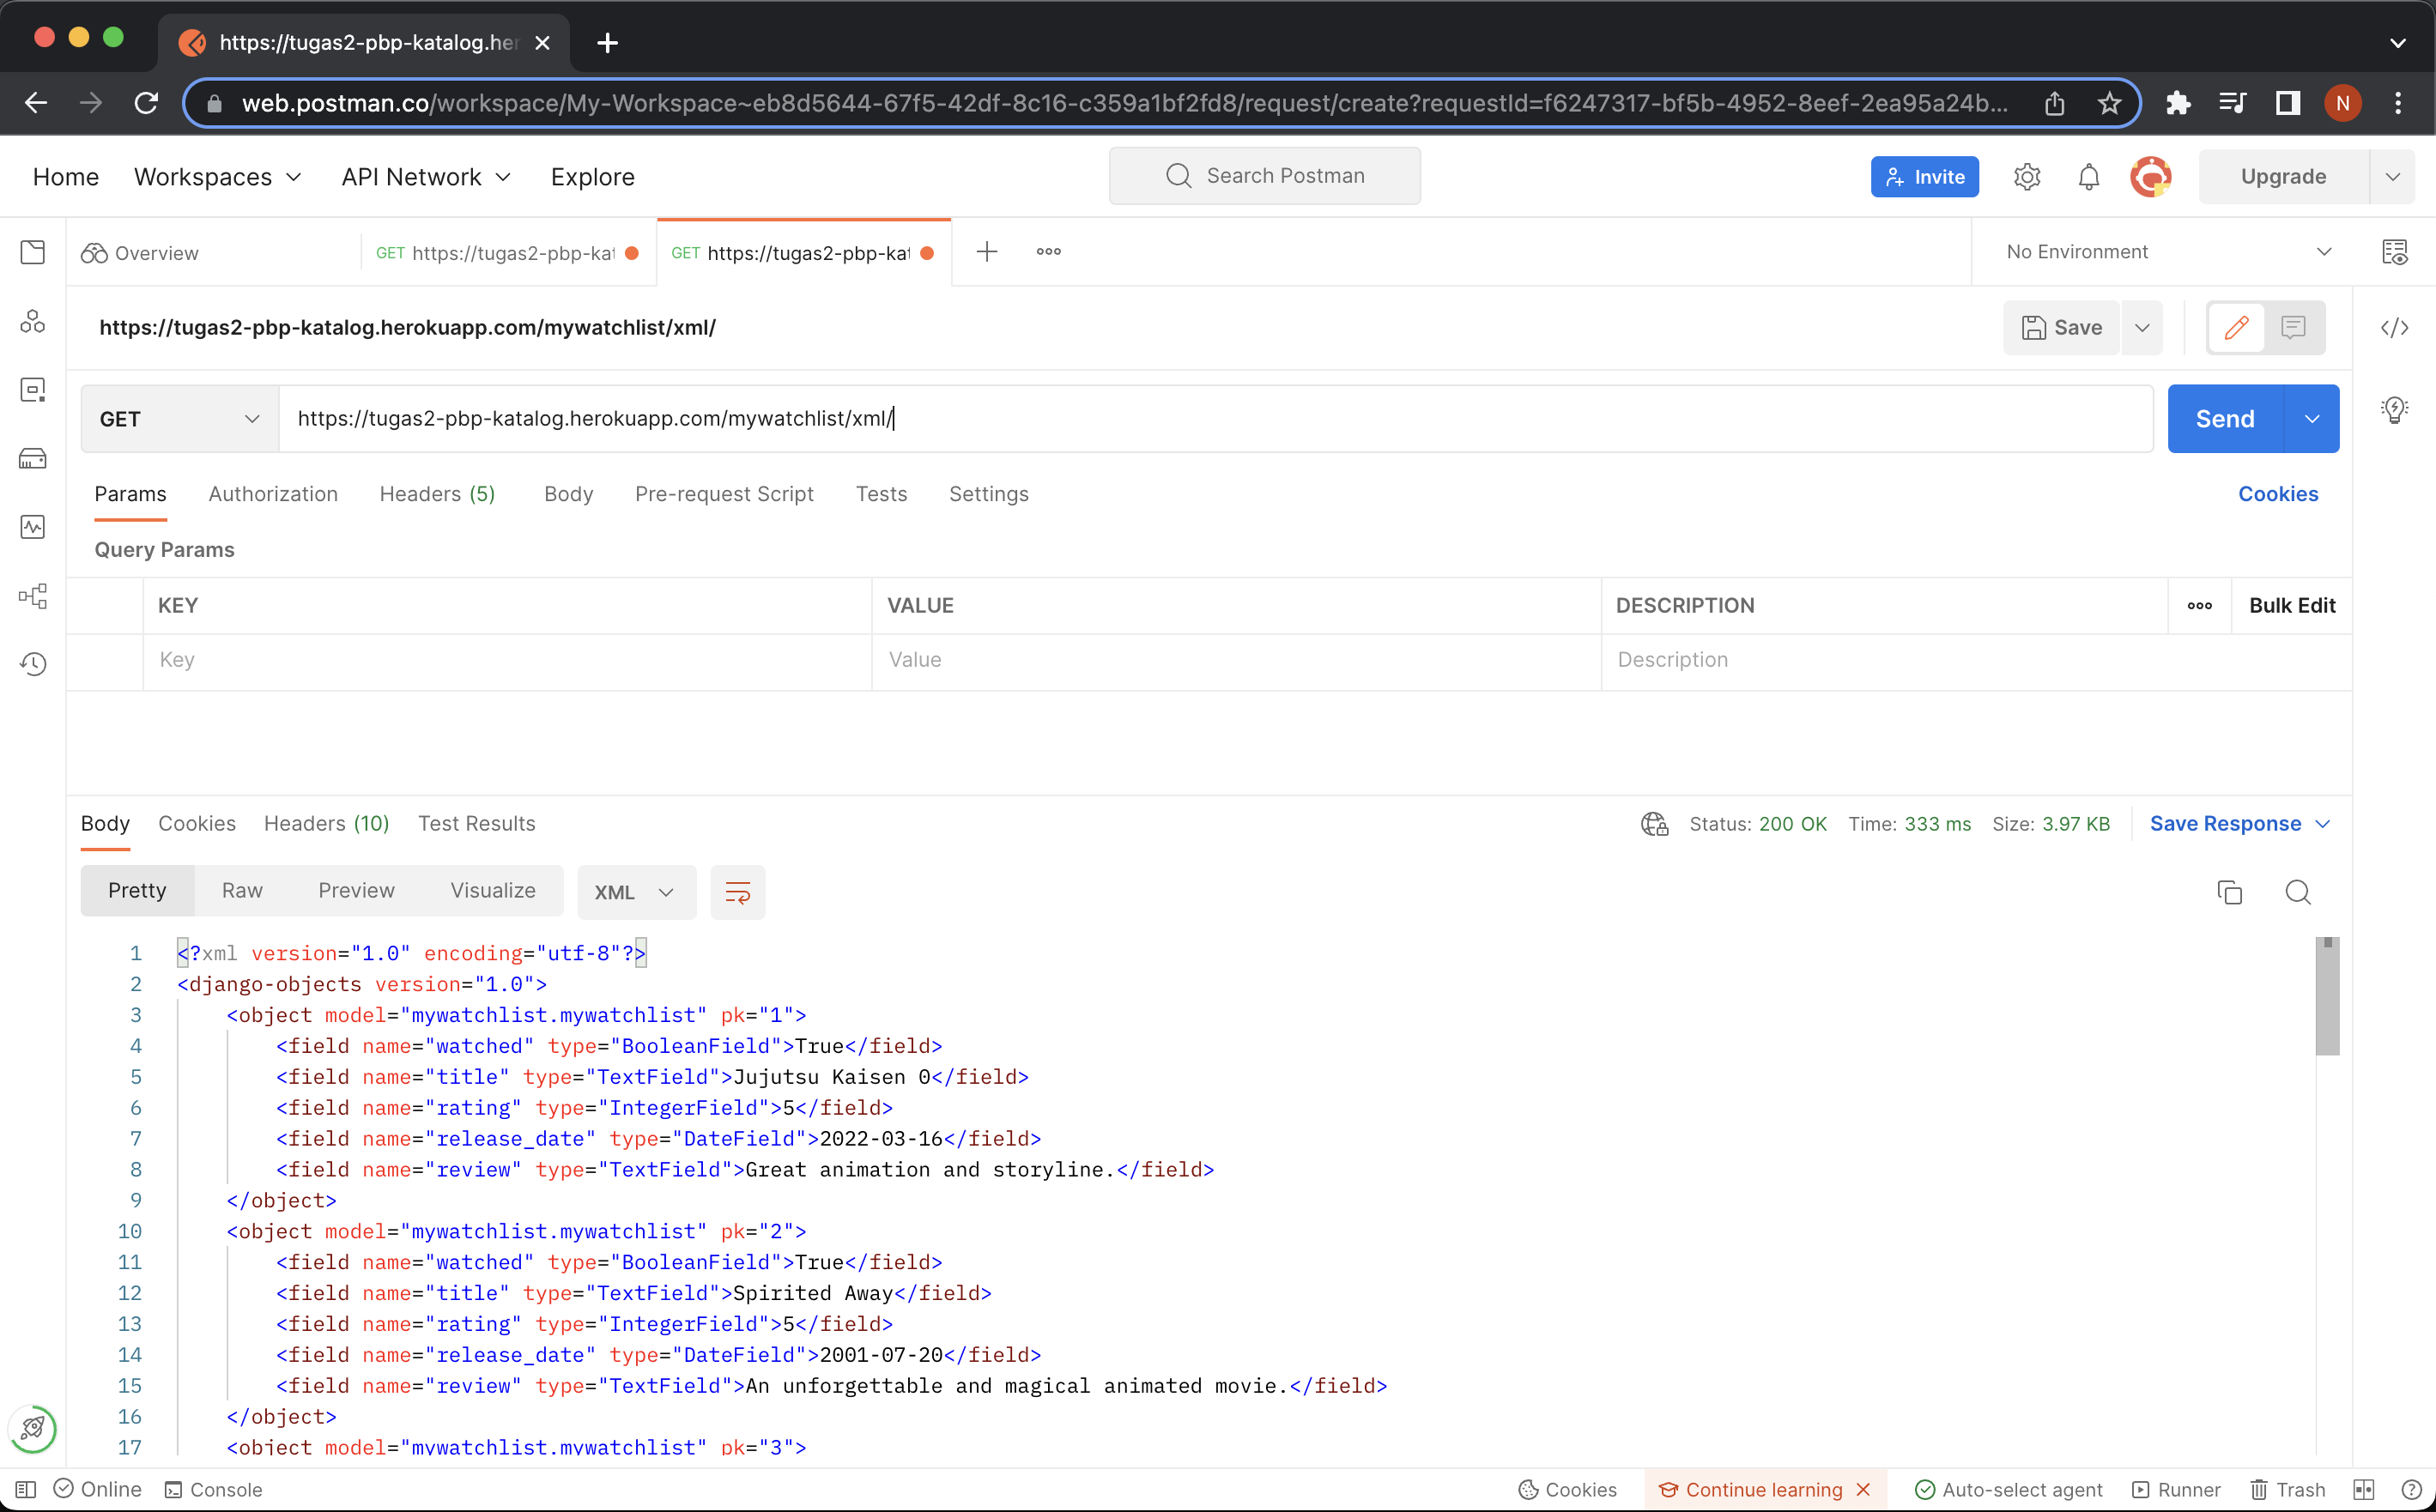 https://tugas2-pbp-katalog.her
web.postman.co/workspace/My-Workspace~eb8d5644-67f5-42df-8c16-c359a1bf2fd8/request/create?requestId=f6247317-bf5b-4952-8eef-2ea95a24b... N
Home Workspaces API Network Explore Search Postman Invite Upgrade
Overview GET https://tugas2-pbp-kat GET https://tugas2-pbp-kat No Environment
https://tugas2-pbp-katalog.herokuapp.com/mywatchlist/xml/ Save
GET https://tugas2-pbp-katalog.herokuapp.com/mywatchlist/xml/ Send
Params Authorization Headers (5) Body Pre-request Script Tests Settings Cookies
Query Params
KEY VALUE DESCRIPTION Bulk Edit
Key Value Description
Body Cookies Headers (10) Test Results Status: 200 OK Time: 333 ms Size: 3.97 KB Save Response
Pretty Raw Preview Visualize XML
1 <?xml version="1.0" encoding="utf-8"?>
2 <django-objects version="1.0">
3 <object model="mywatchlist.mywatchlist" pk="1">
4 <field name="watched" type="BooleanField">True</field>
5 <field name="title" type="TextField">Jujutsu Kaisen 0</field>
6 <field name="rating" type="IntegerField">5</field>
7 <field name="release_date" type="DateField">2022-03-16</field>
8 <field name="review" type="TextField">Great animation and storyline.</field>
9 </object>
10 <object model="mywatchlist.mywatchlist" pk="2">
11 <field name="watched" type="BooleanField">True</field>
12 <field name="title" type="TextField">Spirited Away</field>
13 <field name="rating" type="IntegerField">5</field>
14 <field name="release_date" type="DateField">2001-07-20</field>
15 <field name="review" type="TextField">An unforgettable and magical animated movie.</field>
16 </object>
17 <object model="mywatchlist.mywatchlist" pk="3">
Online Console Cookies Continue learning Auto-select agent Runner Trash